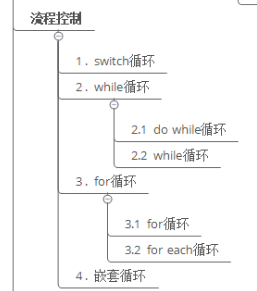 流程控制
1. switch循环
2. while循环
2.1 do while循环
2.2 while循环
3. for循环
3.1 for循环
3.2 for each循环
4. 嵌套循环